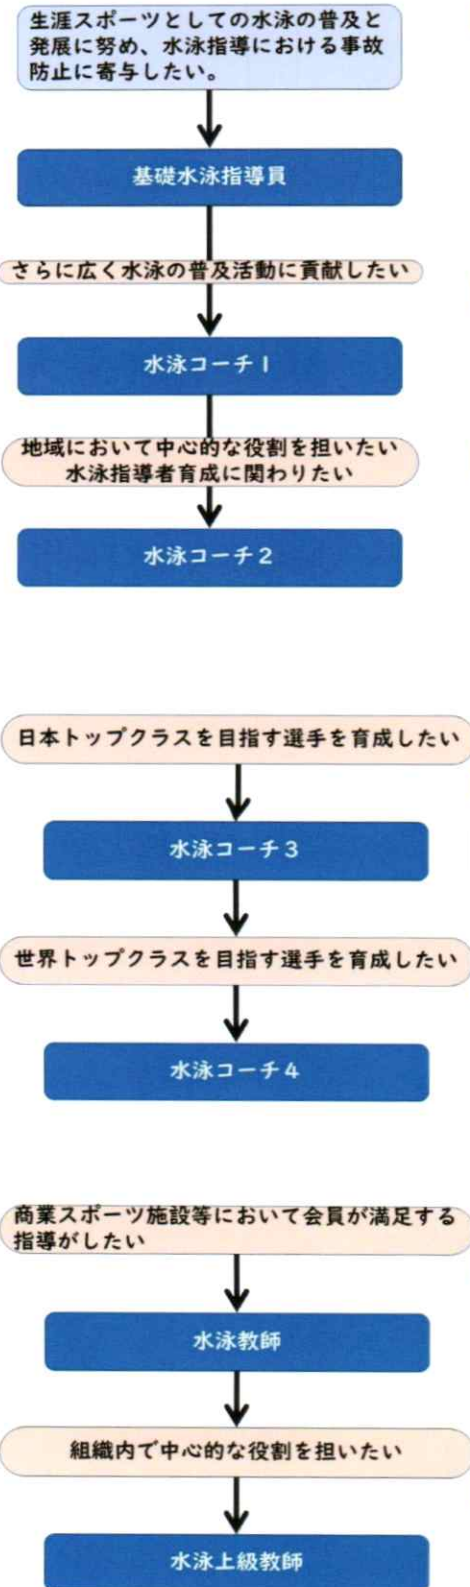 生涯スポーツとしての水泳の普及と
発展に努め、水泳指導における事故
防止に寄与したい。
基礎水泳指導員
さらに広く水泳の普及活動に貢献したい
水泳コーチ1
地域において中心的な役割を担いたい
水泳指導者育成に関わりたい
水泳コーチ2
日本トップクラスを目指す選手を育成したい
水泳コーチ3
世界トップクラスを目指す選手を育成したい
水泳コーチ4
商業スポーツ施設等において会員が満足する
指導がしたい
水泳教師
組織内で中心的な役割を担いたい
水泳上級教師